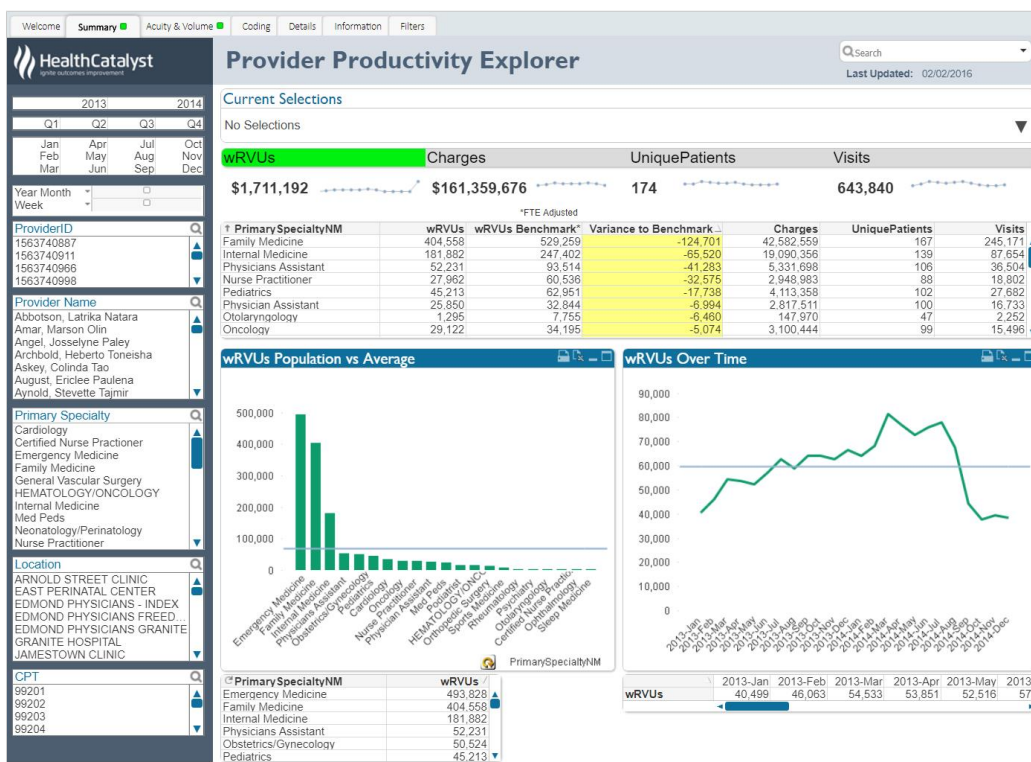 Welcome Summary Acuity & Volume Coding Details Information Filters
HealthCatalyst
ignite outcomes improvement
Provider Productivity Explorer
Search
Last Updated: 02/02/2016
2013 2014
Q1 Q2 Q3 Q4
Jan Apr Jul Oct
Feb May Aug Nov
Mar Jun Sep Dec
Year Month
Week
ProviderID
1563740887
1563740911
1563740966
1563740998
Provider Name
Abbotson, Latrika Natara
Amar, Marson Olin
Angel, Josselyne Paley
Archbold, Heberto Toneisha
Askey, Colinda Tao
August, Ericlee Paulena
Aynold, Stevette Tajmir
Primary Specialty
Cardiology
Certified Nurse Practioner
Emergency Medicine
Family Medicine
General Vascular Surgery
HEMATOLOGY/ONCOLOGY
Internal Medicine
Med Peds
Neonatology/Perinatology
Nurse Practitioner
Location
ARNOLD STREET CLINIC
EAST PERINATAL CENTER
EDMOND PHYSICIANS - INDEX
EDMOND PHYSICIANS FREED...
EDMOND PHYSICIANS GRANITE
GRANITE HOSPITAL
JAMESTOWN CLINIC
CPT
99201
99202
99203
99204
Current Selections
No Selections
wRVUs Charges UniquePatients Visits
$1,711,192 $161,359,676 174 643,840
*FTE Adjusted
PrimarySpecialtyNM wRVUs wRVUs Benchmark* Variance to Benchmark Charges UniquePatients Visits
Family Medicine 404,558 529,259 -124,701 42,582,559 167 245,171
Internal Medicine 181,882 247,402 -65,520 19,090,356 139 87,654
Physicians Assistant 52,231 93,514 -41,283 5,331,698 106 36,504
Nurse Practitioner 27,962 60,536 -32,575 2,948,983 88 18,802
Pediatrics 45,213 62,951 -17,738 4,113,358 102 27,682
Physician Assistant 25,850 32,844 -6,994 2,817,511 100 16,733
Otolaryngology 1,295 7,755 -6,460 147,970 47 2,252
Oncology 29,122 34,195 -5,074 3,100,444 99 15,496
wRVUs Population vs Average
500,000
400,000
300,000
200,000
100,000
0
Emergency Medicine
Family Medicine
Internal Medicine
Physicians Assistant
Obstetrics/Gynecology
Pediatrics
Cardiology
Oncology
Nurse Practitioner
Physician Assistant
Med Peds
Podiatrist
HEMATOLOGY/ONCO...
Orthopedic Surgery
Sports Medicine
Rheumatology
Psychiatry
Otolaryngology
Certified Nurse Practio...
Ophthalmology
Sleep Medicine
PrimarySpecialtyNM
PrimarySpecialtyNM wRVUs
Emergency Medicine 493,828
Family Medicine 404,558
Internal Medicine 181,882
Physicians Assistant 52,231
Obstetrics/Gynecology 50,524
Pediatrics 45,213
wRVUs Over Time
90,000
80,000
70,000
60,000
50,000
40,000
30,000
20,000
10,000
0
2013-Jan
2013-Feb
2013-Mar
2013-Apr
2013-May
2013-Jun
2013-Jul
2013-Aug
2013-Sep
2013-Oct
2013-Nov
2013-Dec
2014-Jan
2014-Feb
2014-Mar
2014-Apr
2014-May
2014-Jun
2014-Jul
2014-Aug
2014-Sep
2014-Oct
2014-Nov
2014-Dec
2013-Jan 2013-Feb 2013-Mar 2013-Apr 2013-May 2013
wRVUs 40,499 46,063 54,533 53,851 52,516 57